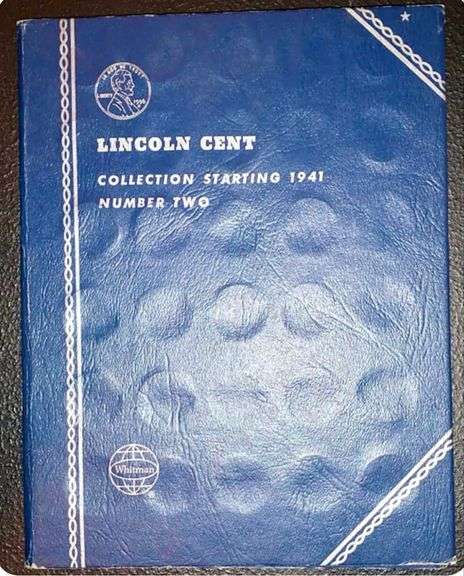 LINCOLN CENT
COLLECTION STARTING 1941
NUMBER TWO
Whitman